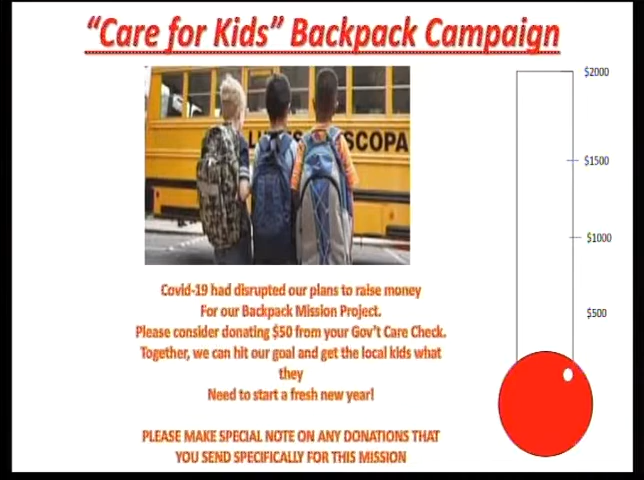 “Care for Kids” Backpack Campaign
$2000
SCOPA
$1500
$1000
$500
Covid-19 had disrupted our plans to raise money
For our Backpack Mission Project.
Please consider donating $50 from your Gov’t Care Check.
Together, we can hit our goal and get the local kids what
they
Need to start a fresh new year!
PLEASE MAKE SPECIAL NOTE ON ANY DONATIONS THAT
YOU SEND SPECIFICALLY FOR THIS MISSION